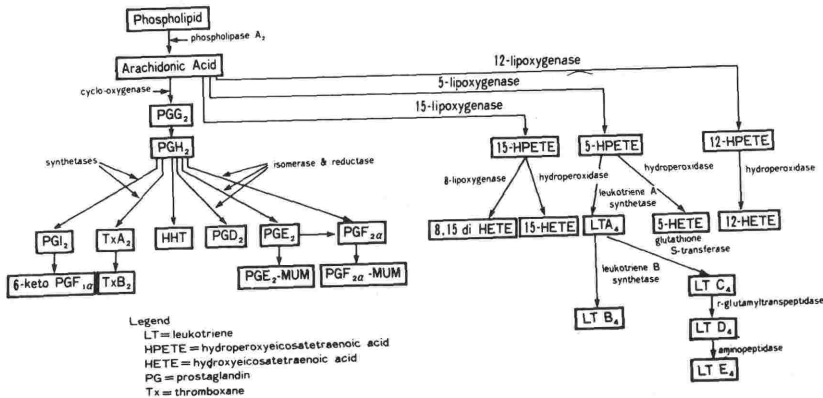 Phospholipid
phospholipase A₂
Arachidonic Acid
12-lipoxygenase
5-lipoxygenase
15-lipoxygenase
cyclo-oxygenase
PGG₂
PGH₂
15-HPETE
5-HPETE
12-HPETE
synthetases
isomerase & reductase
8-lipoxygenase
hydroperoxidase
leukotriene A
synthetase
hydroperoxidase
hydroperoxidase
PGI₂
TxA₂
HHT
PGD₂
PGE₂
PGF₂α
8,15 di HETE
15-HETE
LTA₄
5-HETE
12-HETE
glutathione
S-transferase
6-keto PGF₁α
TxB₂
PGE₂-MUM
PGF₂α-MUM
leukotriene B
synthetase
LT C₄
r-glutamyltranspeptidase
LT B₄
LT D₄
aminopeptidase
LT E₄
Legend
LT = leukotriene
HPETE = hydroperoxyeicosatetraenoic acid
HETE = hydroxyeicosatetraenoic acid
PG = prostaglandin
Tx = thromboxane